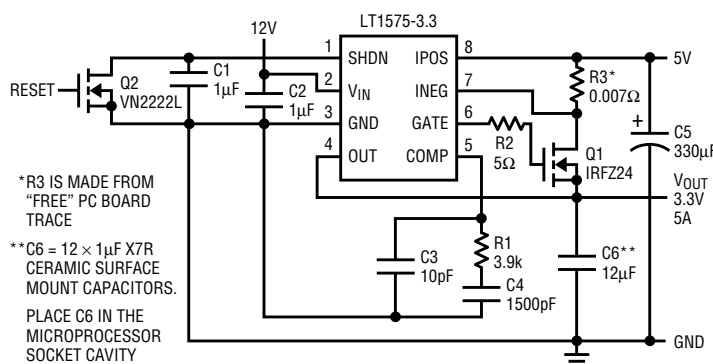 LT1575-3.3
12V
1
SHDN
IPOS
8
5V
RESET
Q2
VN2222L
C1
1µF
C2
1µF
2
VIN
INEG
7
R3*
0.007Ω
3
GND
GATE
6
R2
5Ω
Q1
IRFZ24
+
C5
330µF
4
OUT
COMP
5
VOUT
3.3V
5A
*R3 IS MADE FROM
"FREE" PC BOARD
TRACE
**C6 = 12 × 1µF X7R
CERAMIC SURFACE
MOUNT CAPACITORS.
PLACE C6 IN THE
MICROPROCESSOR
SOCKET CAVITY
C3
10pF
R1
3.9k
C4
1500pF
C6**
12µF
GND